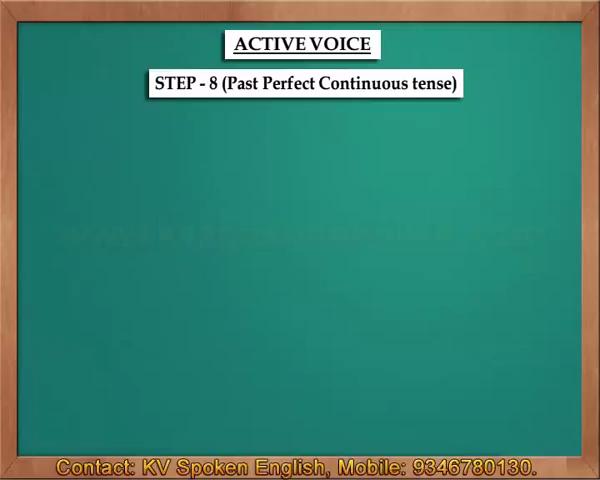 ACTIVE VOICE
STEP - 8 (Past Perfect Continuous tense)
Contact: KV Spoken English, Mobile: 9346780130.